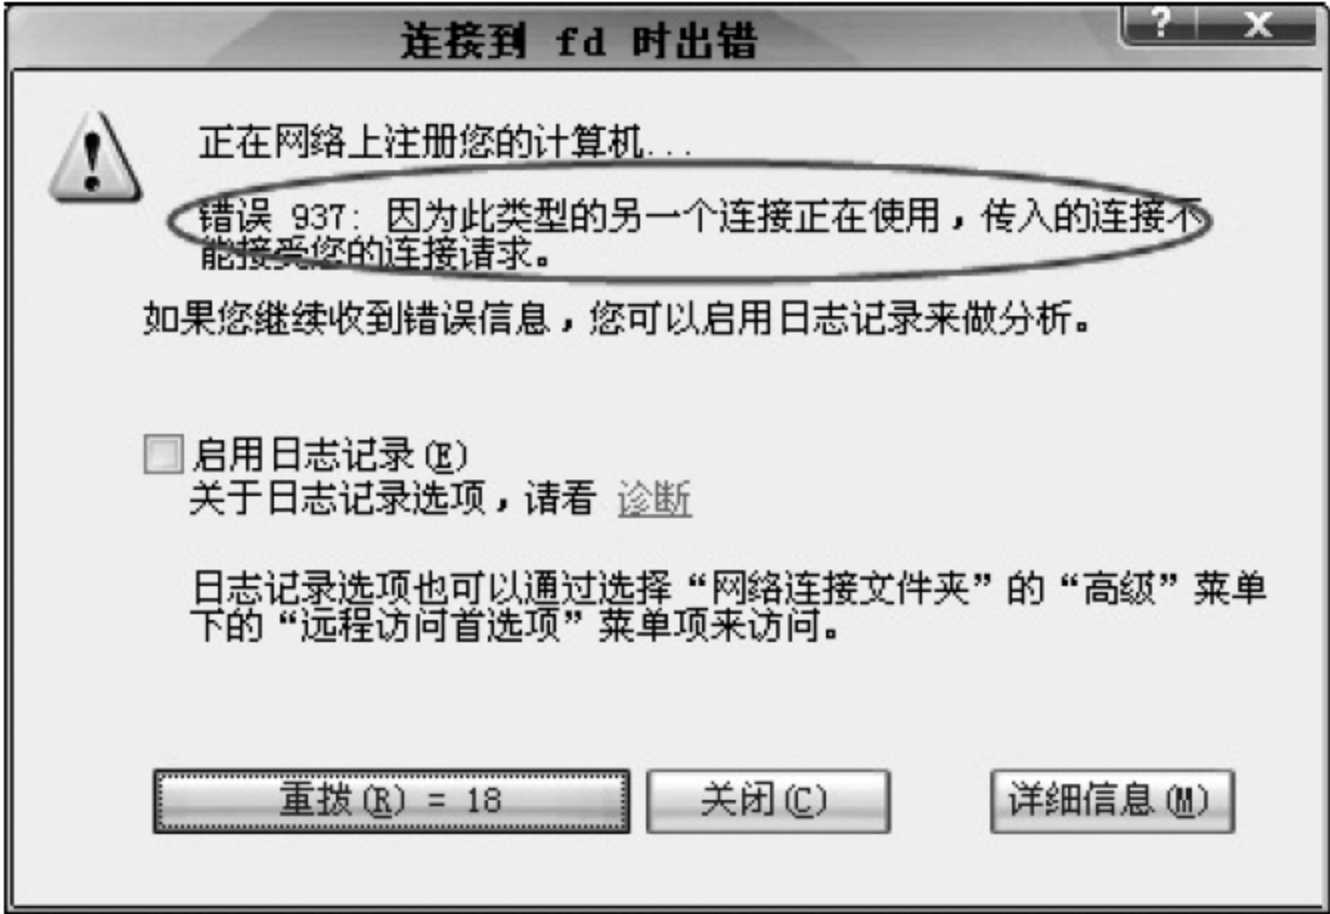 连接到 fd 时出错
? X
正在网络上注册您的计算机...
错误 937: 因为此类型的另一个连接正在使用，传入的连接不
能接受您的连接请求。
如果您继续收到错误信息，您可以启用日志记录来做分析。
启用日志记录(E)
关于日志记录选项，请看 诊断
日志记录选项也可以通过选择“网络连接文件夹”的“高级”菜单
下的“远程访问首选项”菜单项来访问。
重拨(R) = 18 关闭(C) 详细信息(M)